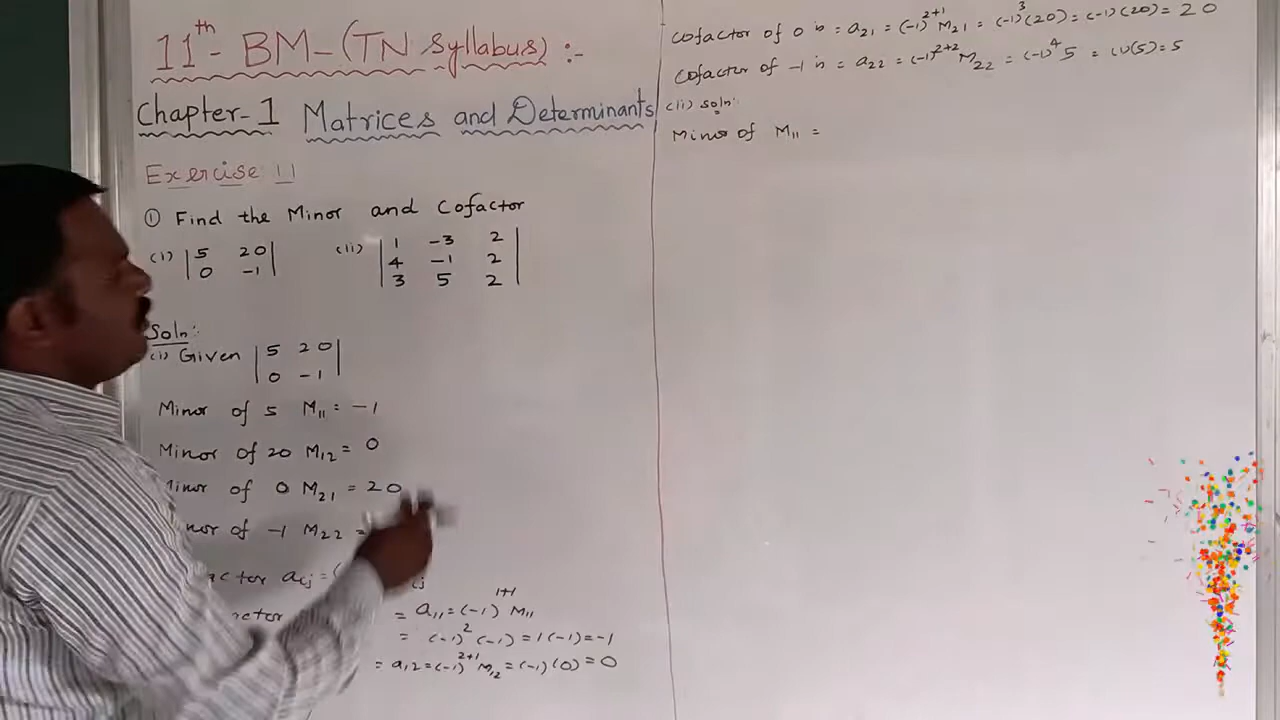 11th - BM - (TN Syllabus) :-
Chapter-1 Matrices and Determinants
Exercise 1.1
① Find the Minor and Cofactor
(i) |5 20| (ii) |1 -3 2|
|0 -1| |4 -1 2|
|3 5 2|
Soln:
(i) Given |5 20|
|0 -1|
Minor of 5 M11 = -1
Minor of 20 M12 = 0
Minor of 0 M21 = 20
of -1 M22 =
aij = (
= a11 = (-1)^1+1 M11
= (-1)^2 (-1) = 1(-1) = -1
= a12 = (-1)^2+1 M12 = (-1)(0) = 0
Cofactor of 0 is = a21 = (-1)^2+1 M21 = (-1)^3 (20) = (-1)(20) = 20
Cofactor of -1 is = a22 = (-1)^2+2 M22 = (-1)^4 5 = (1)(5) = 5
(ii) Soln:
Minor of M11 =